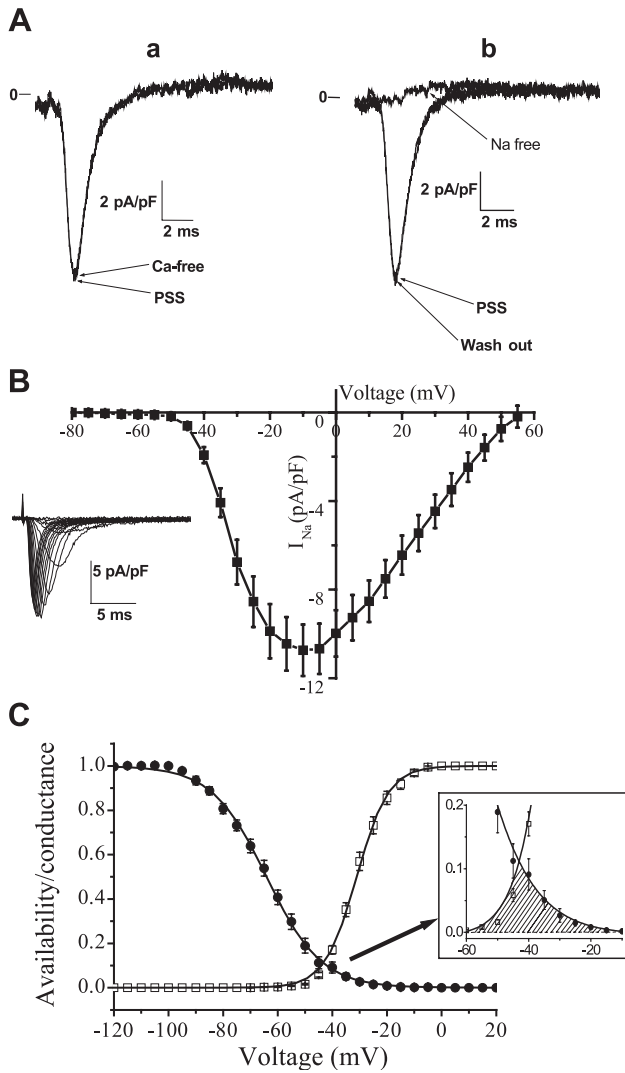 A
a
b
0
0
Na free
2 pA/pF
2 ms
2 pA/pF
2 ms
Ca-free
PSS
PSS
Wash out
B
Voltage (mV)
-80 -60 -40 -20 0 20 40 60
I_Na (pA/pF)
-4
-8
-12
5 pA/pF
5 ms
C
Availability/conductance
1.0
0.8
0.6
0.4
0.2
0.0
-120 -100 -80 -60 -40 -20 0 20
Voltage (mV)
0.2
0.1
0.0
-60 -40 -20